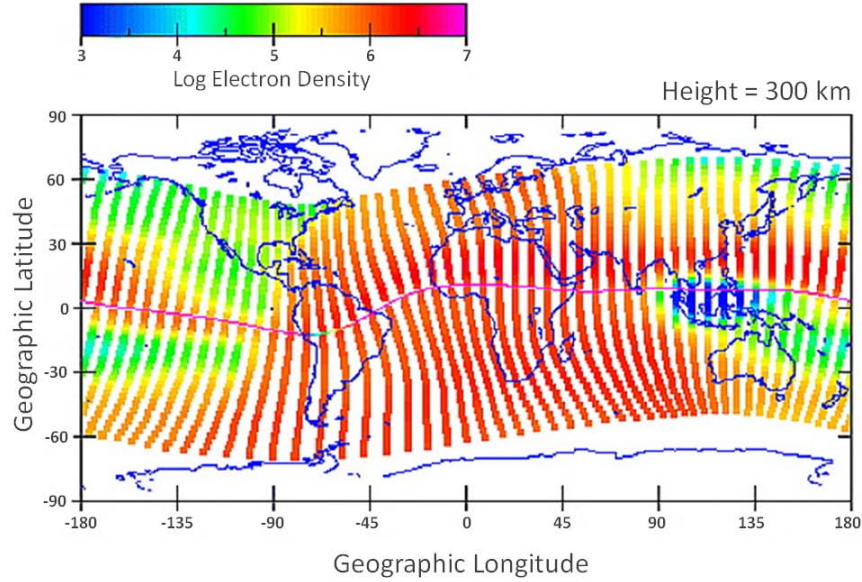 3 4 5 6 7
Log Electron Density
Height = 300 km
90
60
30
0
-30
-60
-90
Geographic Latitude
-180 -135 -90 -45 0 45 90 135 180
Geographic Longitude